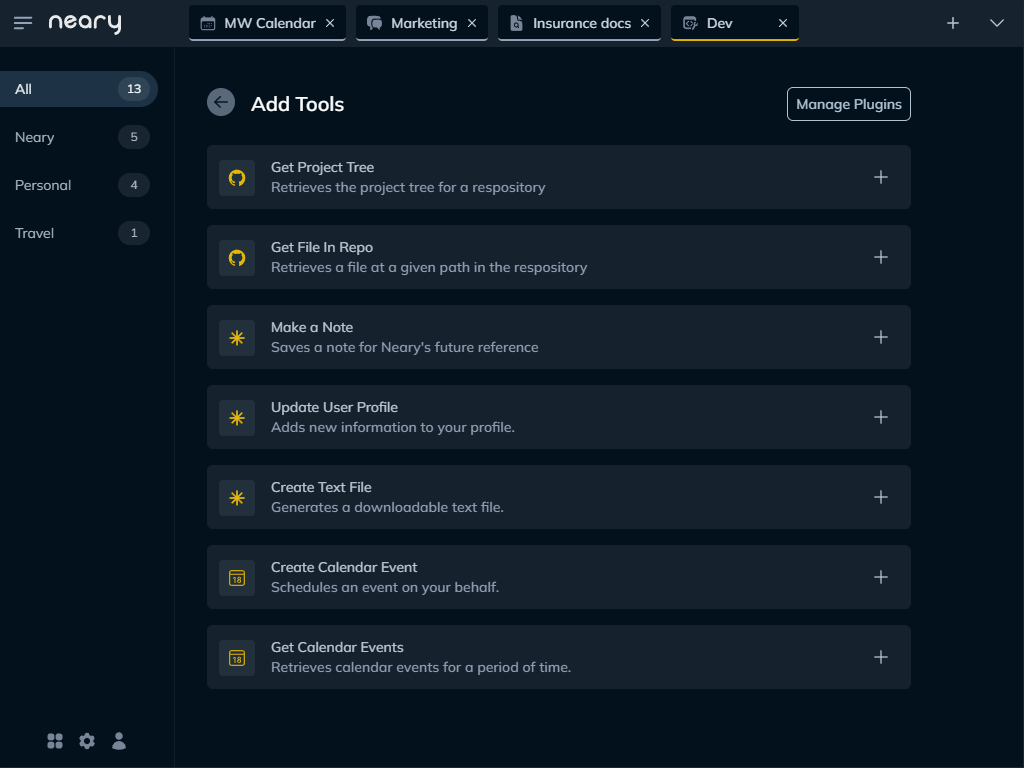 neary
MW Calendar
Marketing
Insurance docs
Dev
All 13
Neary 5
Personal 4
Travel 1
Add Tools
Manage Plugins
Get Project Tree
Retrieves the project tree for a respository
Get File In Repo
Retrieves a file at a given path in the respository
Make a Note
Saves a note for Neary's future reference
Update User Profile
Adds new information to your profile.
Create Text File
Generates a downloadable text file.
18
Create Calendar Event
Schedules an event on your behalf.
18
Get Calendar Events
Retrieves calendar events for a period of time.